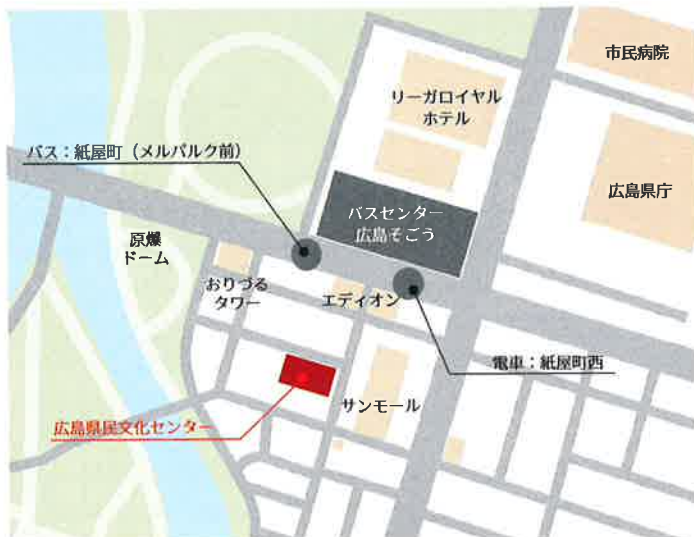 市民病院
リーガロイヤル
ホテル
バス：紙屋町（メルパルク前）
広島県庁
バスセンター
広島そごう
原爆
ドーム
おりづる
タワー
エディオン
電車：紙屋町西
サンモール
広島県民文化センター